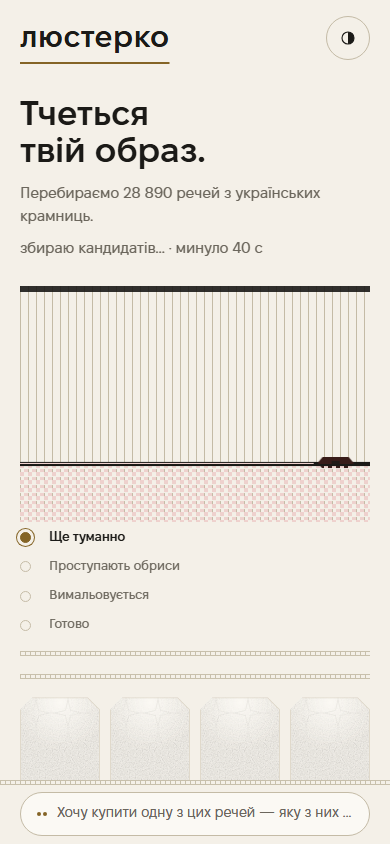 люстерко
Тчеться
твій образ.
Перебираємо 28 890 речей з українських
крамниць.
збираю кандидатів... · минуло 40 с
Ще туманно
Проступають обриси
Вимальовується
Готово
Хочу купити одну з цих речей — яку з них ...